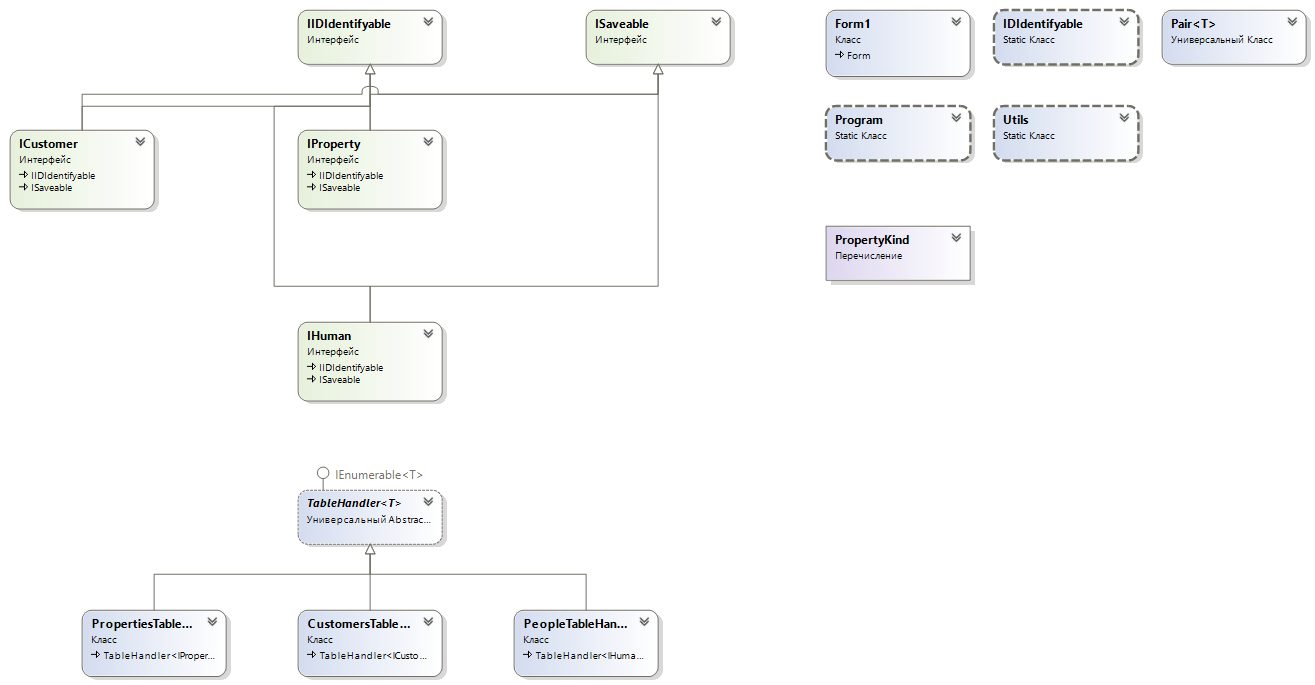 IIDIdentifyable
Интерфейс
ISaveable
Интерфейс
Form1
Класс
Form
IDIdentifyable
Static Класс
Pair<T>
Универсальный Класс
ICustomer
Интерфейс
IIDIdentifyable
ISaveable
IProperty
Интерфейс
IIDIdentifyable
ISaveable
Program
Static Класс
Utils
Static Класс
PropertyKind
Перечисление
IHuman
Интерфейс
IIDIdentifyable
ISaveable
IEnumerable<T>
TableHandler<T>
Универсальный Abstrac...
PropertiesTable...
Класс
TableHandler<IProper...
CustomersTable...
Класс
TableHandler<ICusto...
PeopleTableHan...
Класс
TableHandler<IHuma...